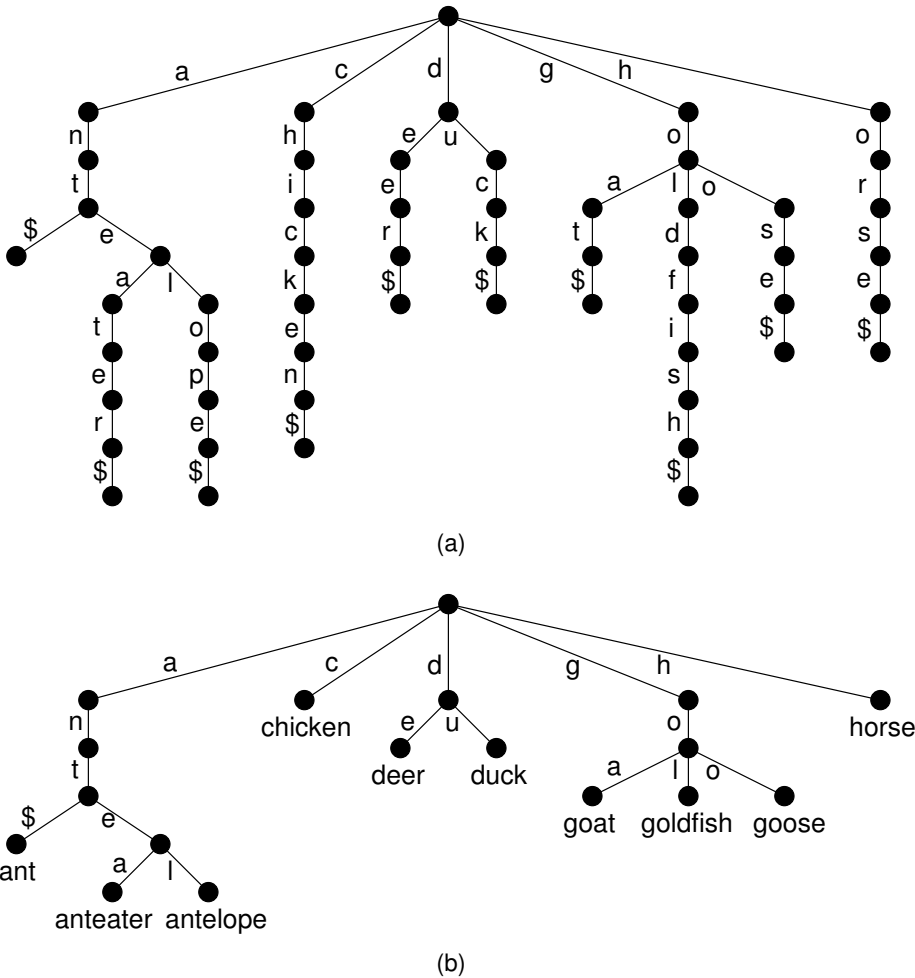 a c d g h
n h e u o o
t i e c a l o r
$ e c r k t d s s
a l k $ $ $ f e e
t o e i $ $
e p n s
r e $ h
$ $ $
(a)
a c d g h
n chicken e u o horse
t deer duck a l o
$ e goat goldfish goose
ant a l
anteater antelope
(b)